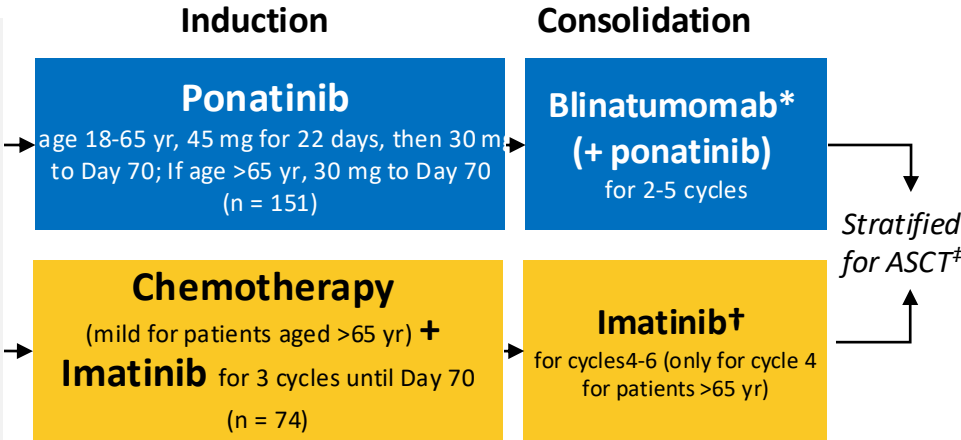 Induction
Consolidation
Ponatinib
age 18-65 yr, 45 mg for 22 days, then 30 mg
to Day 70; If age >65 yr, 30 mg to Day 70
(n = 151)
Blinatumomab*
(+ ponatinib)
for 2-5 cycles
Stratified
for ASCT‡
Chemotherapy
(mild for patients aged >65 yr) +
Imatinib for 3 cycles until Day 70
(n = 74)
Imatinib†
for cycles4-6 (only for cycle 4
for patients >65 yr)